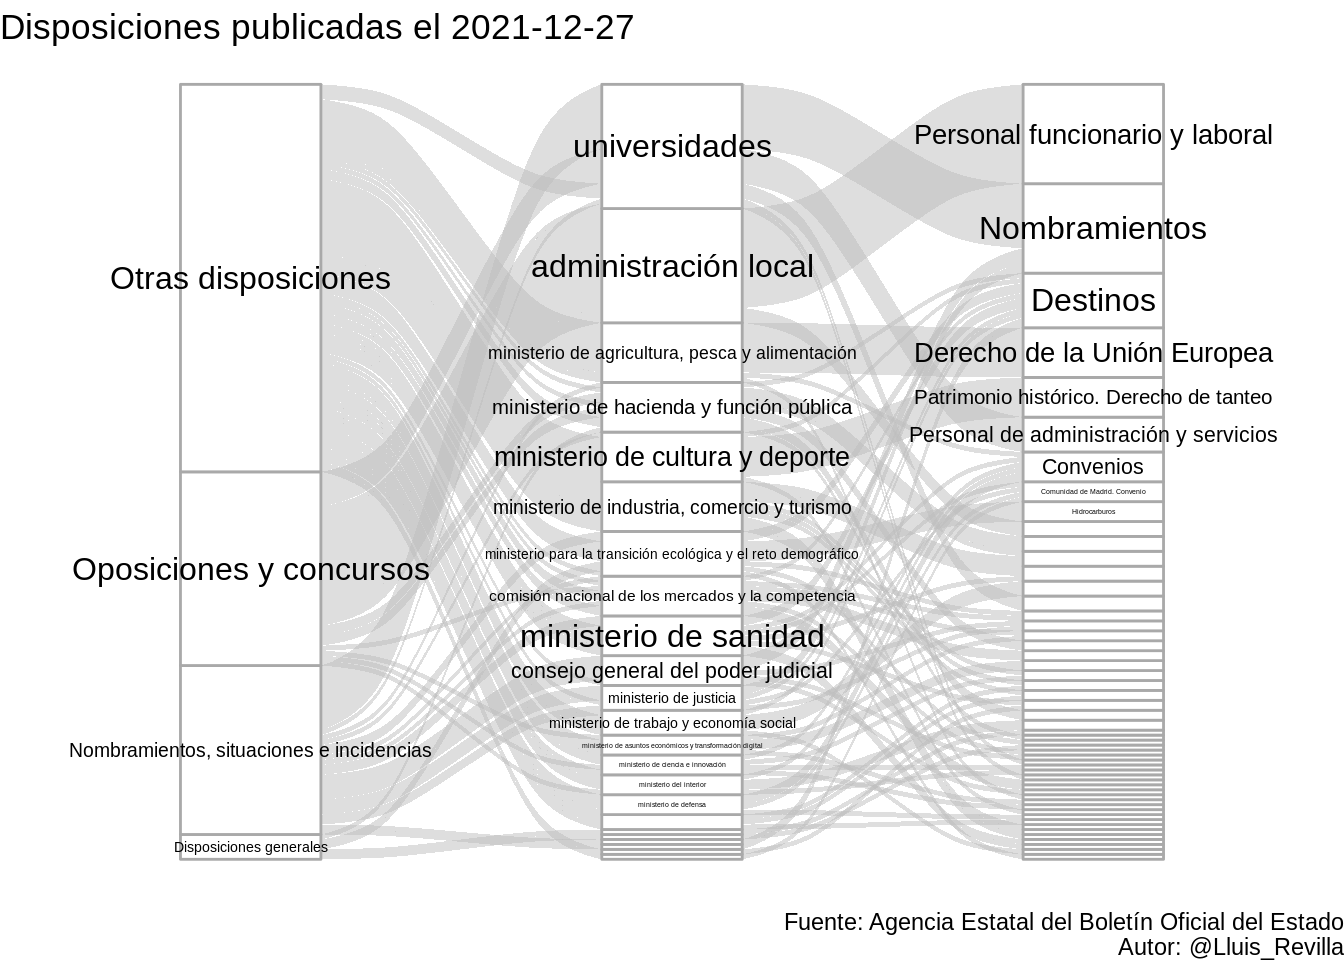 Disposiciones publicadas el 2021-12-27
Otras disposiciones
Oposiciones y concursos
Nombramientos, situaciones e incidencias
Disposiciones generales
universidades
administración local
ministerio de agricultura, pesca y alimentación
ministerio de hacienda y función pública
ministerio de cultura y deporte
ministerio de industria, comercio y turismo
ministerio para la transición ecológica y el reto demográfico
comisión nacional de los mercados y la competencia
ministerio de sanidad
consejo general del poder judicial
ministerio de justicia
ministerio de trabajo y economía social
ministerio de asuntos económicos y transformación digital
ministerio de ciencia e innovación
ministerio del interior
ministerio de defensa
Personal funcionario y laboral
Nombramientos
Destinos
Derecho de la Unión Europea
Patrimonio histórico. Derecho de tanteo
Personal de administración y servicios
Convenios
Comunidad de Madrid. Convenio
Hidrocarburos
Fuente: Agencia Estatal del Boletín Oficial del Estado
Autor: @Lluis_Revilla